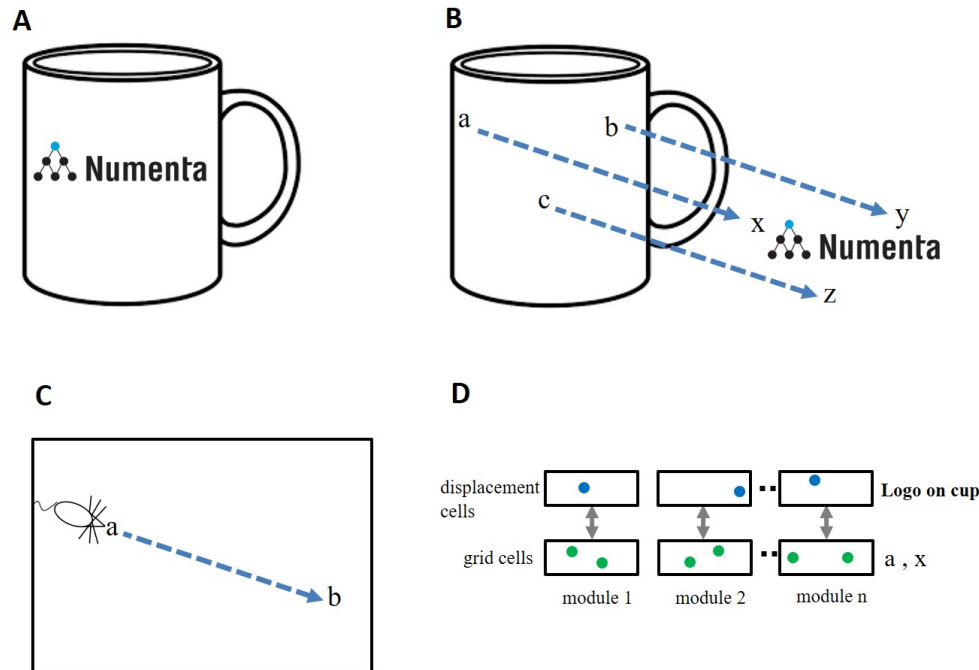 A
Numenta
B
a
b
c
x
y
z
Numenta
C
a
b
D
displacement
cells
Logo on cup
grid cells
a , x
module 1 module 2 module n